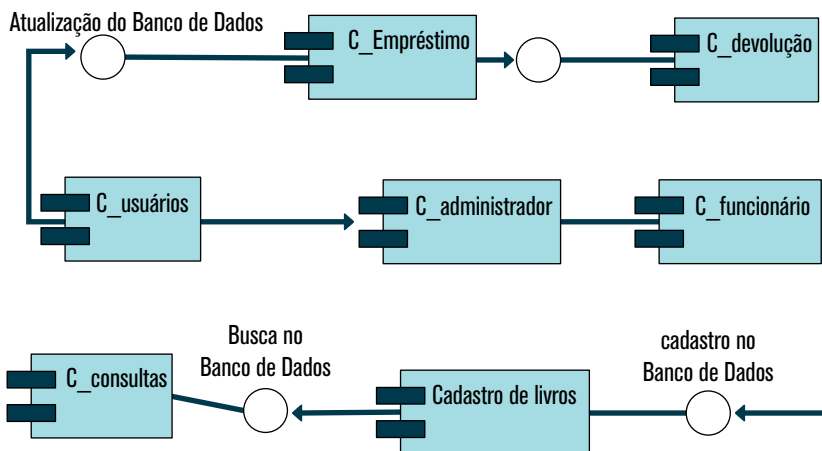 Atualização do Banco de Dados
C_Empréstimo
C_devolução
C_usuários
C_administrador
C_funcionário
Busca no
Banco de Dados
cadastro no
Banco de Dados
C_consultas
Cadastro de livros